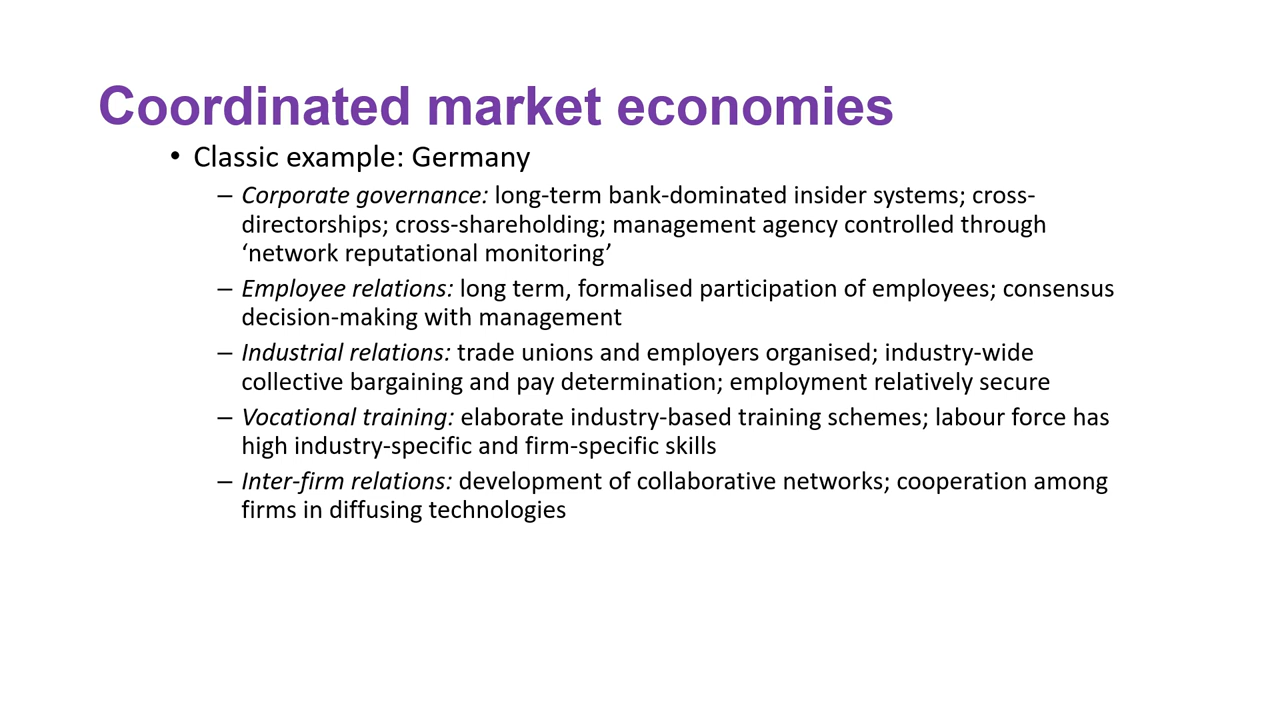 Coordinated market economies
• Classic example: Germany
– Corporate governance: long-term bank-dominated insider systems; cross-
directorships; cross-shareholding; management agency controlled through
‘network reputational monitoring’
– Employee relations: long term, formalised participation of employees; consensus
decision-making with management
– Industrial relations: trade unions and employers organised; industry-wide
collective bargaining and pay determination; employment relatively secure
– Vocational training: elaborate industry-based training schemes; labour force has
high industry-specific and firm-specific skills
– Inter-firm relations: development of collaborative networks; cooperation among
firms in diffusing technologies